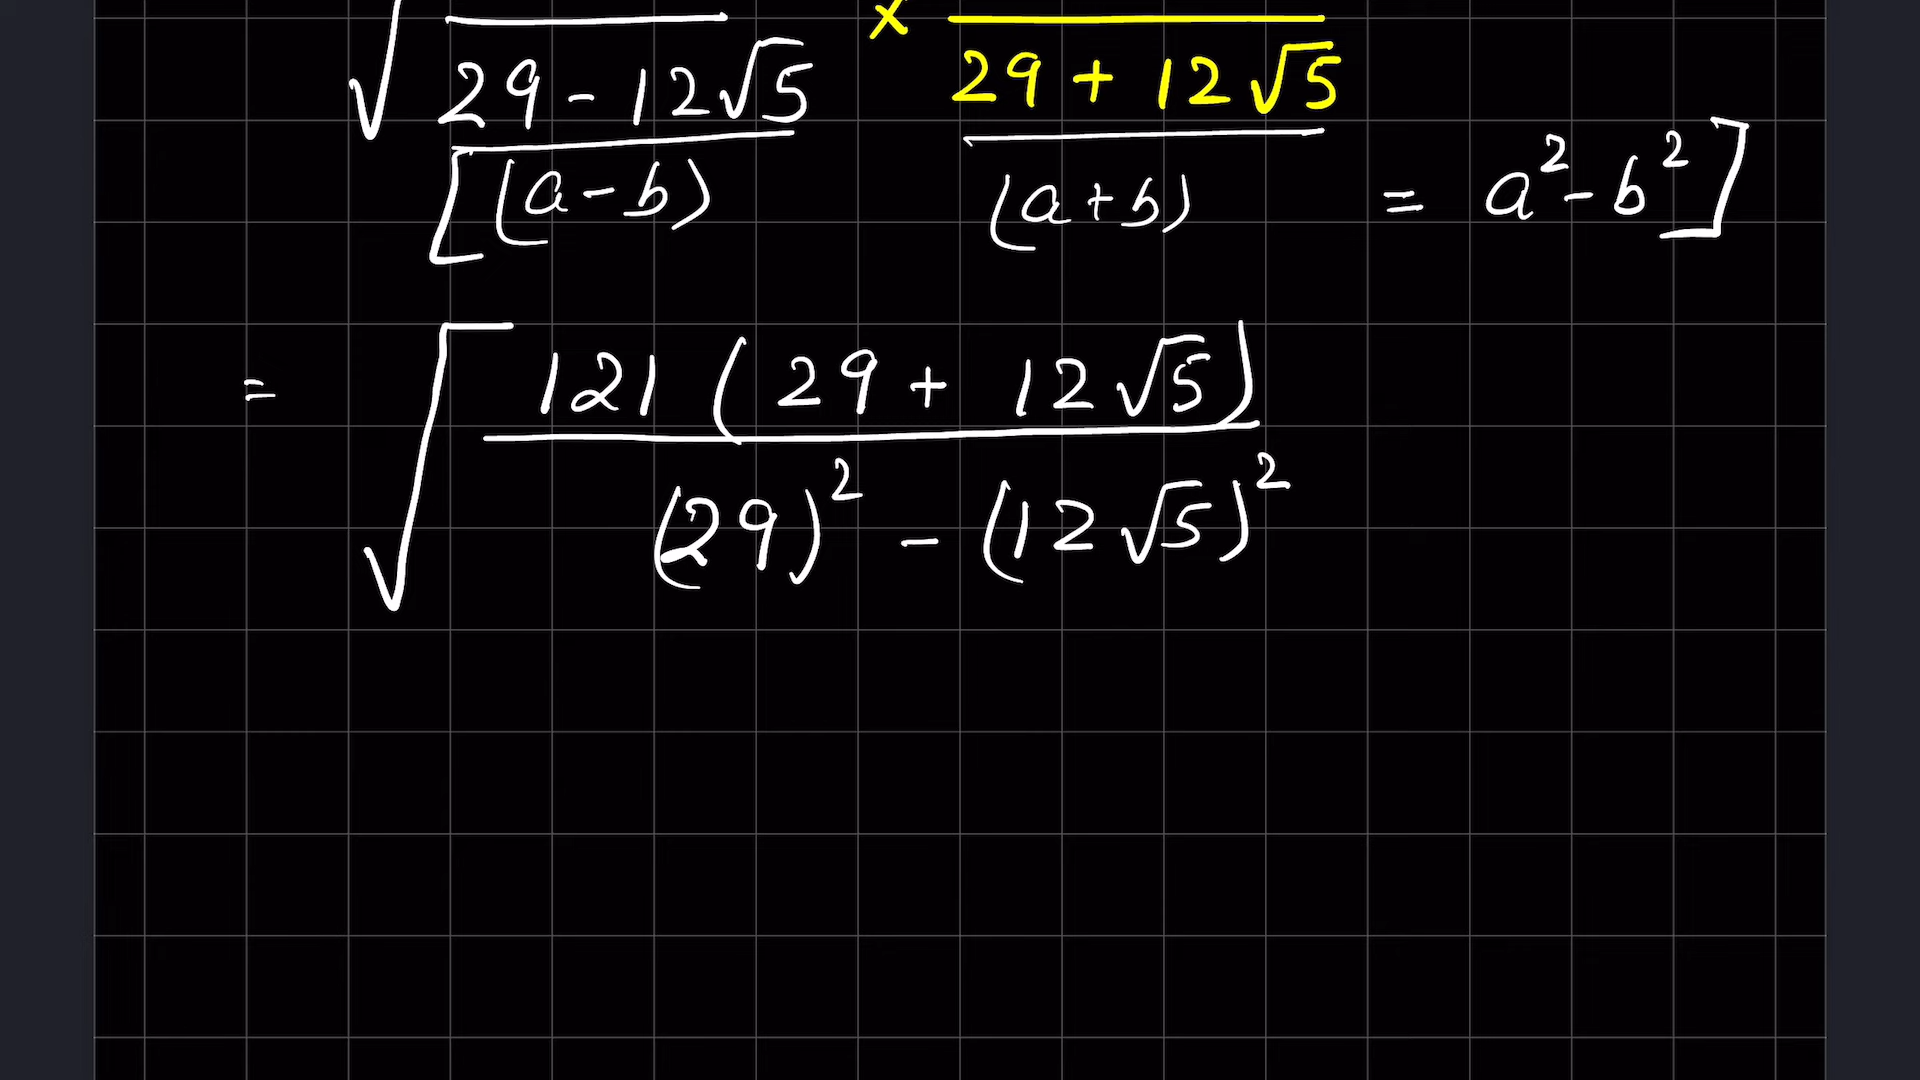 √ 29 - 12√5 × 29 + 12√5
[(a - b) (a + b) = a² - b²]
= √ 121 ( 29 + 12√5)
(29)² - (12√5)²